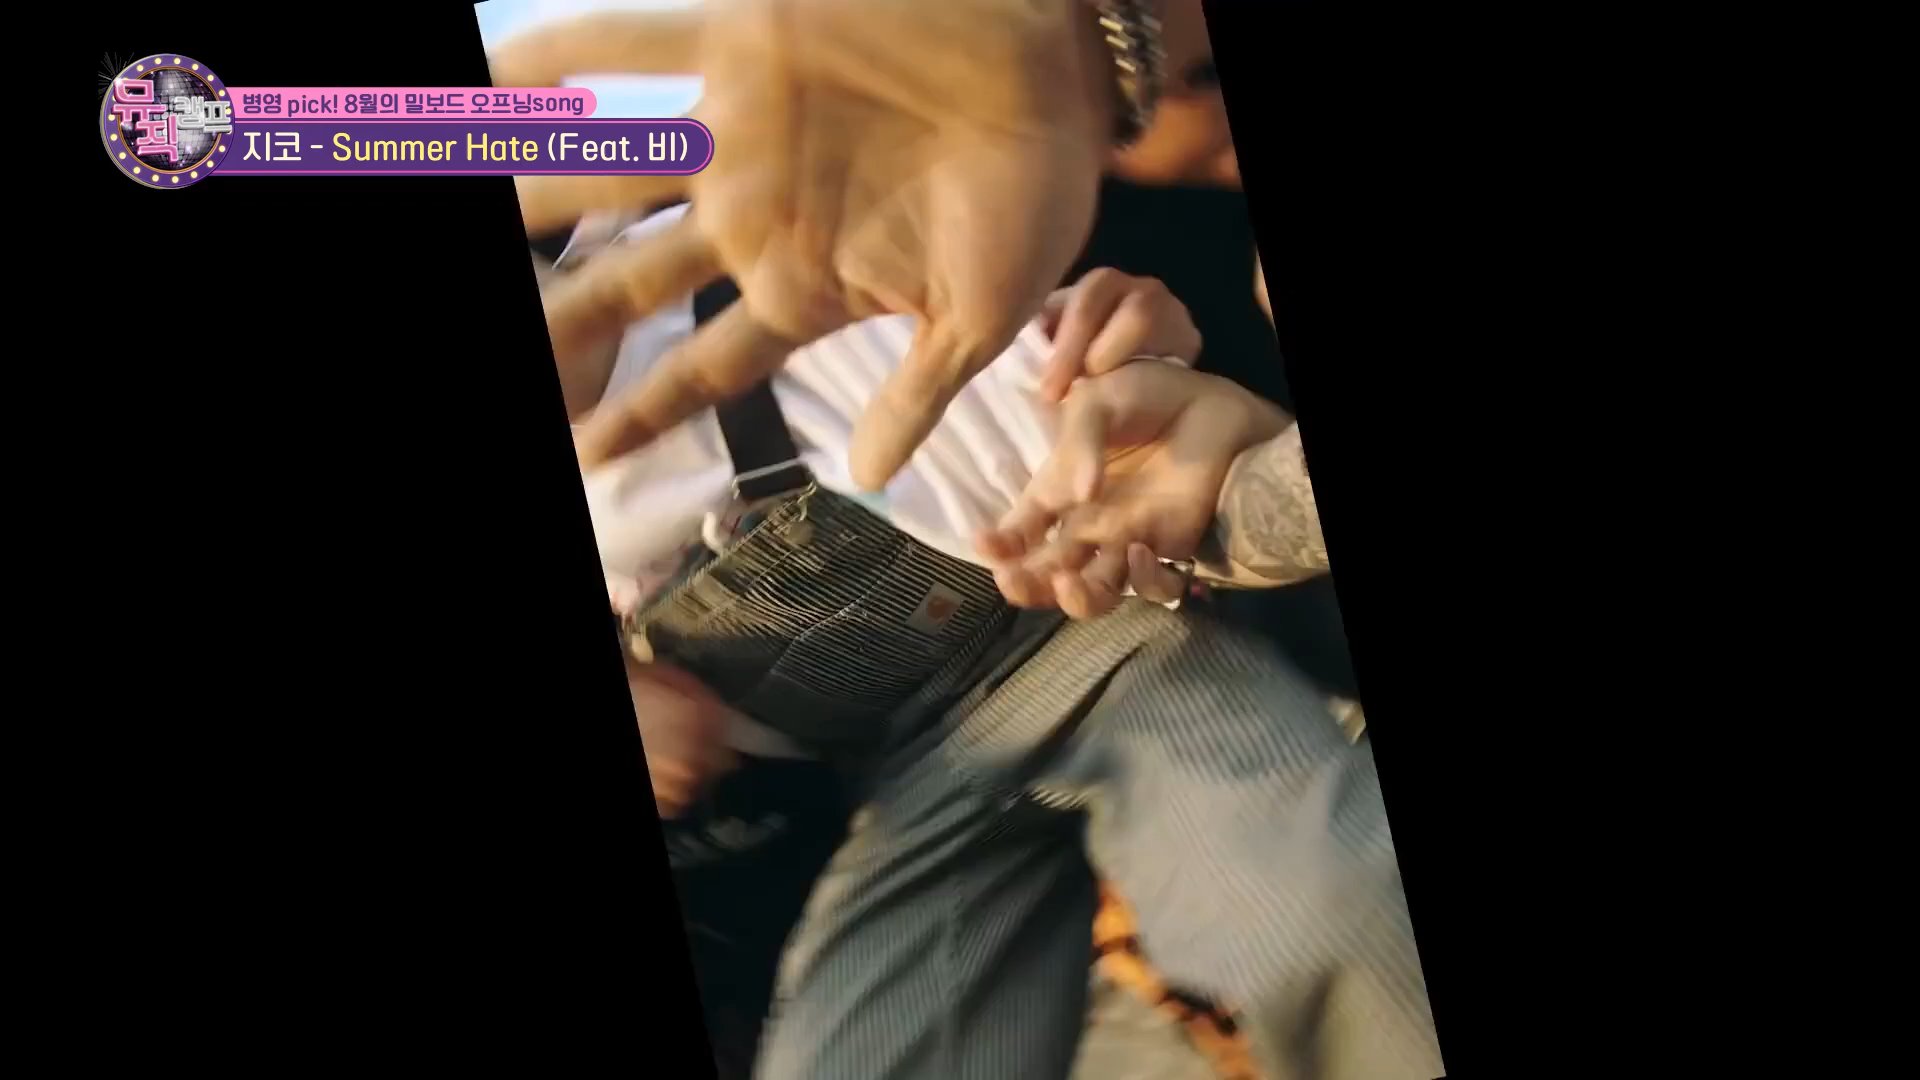 뮤직캠프
병영 pick! 8월의 밀보드 오프닝song
지코 - Summer Hate (Feat. 비)